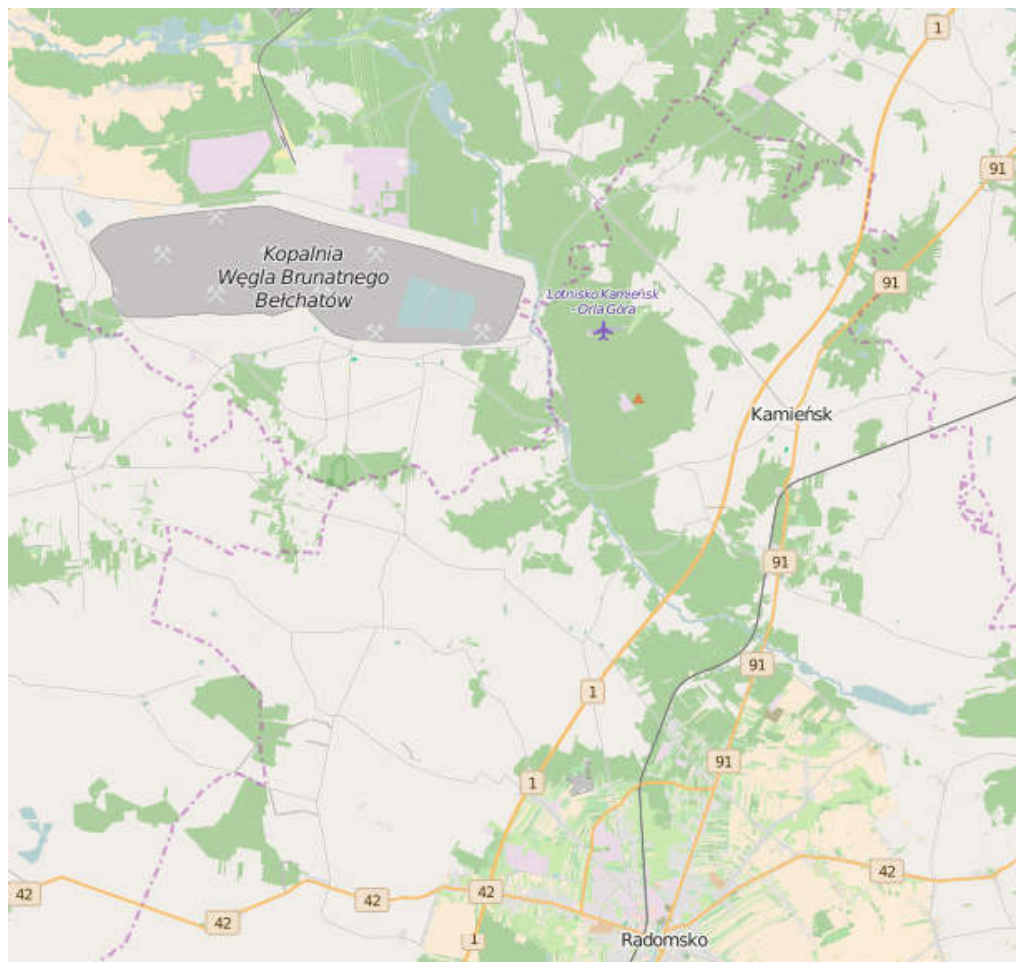 1
91
Kopalnia
Węgla Brunatnego
Bełchatów
91
Lotnisko Kamieńsk
-Orla Góra
Kamieńsk
91
91
1
91
1
42
42
42
42
42
1
Radomsko